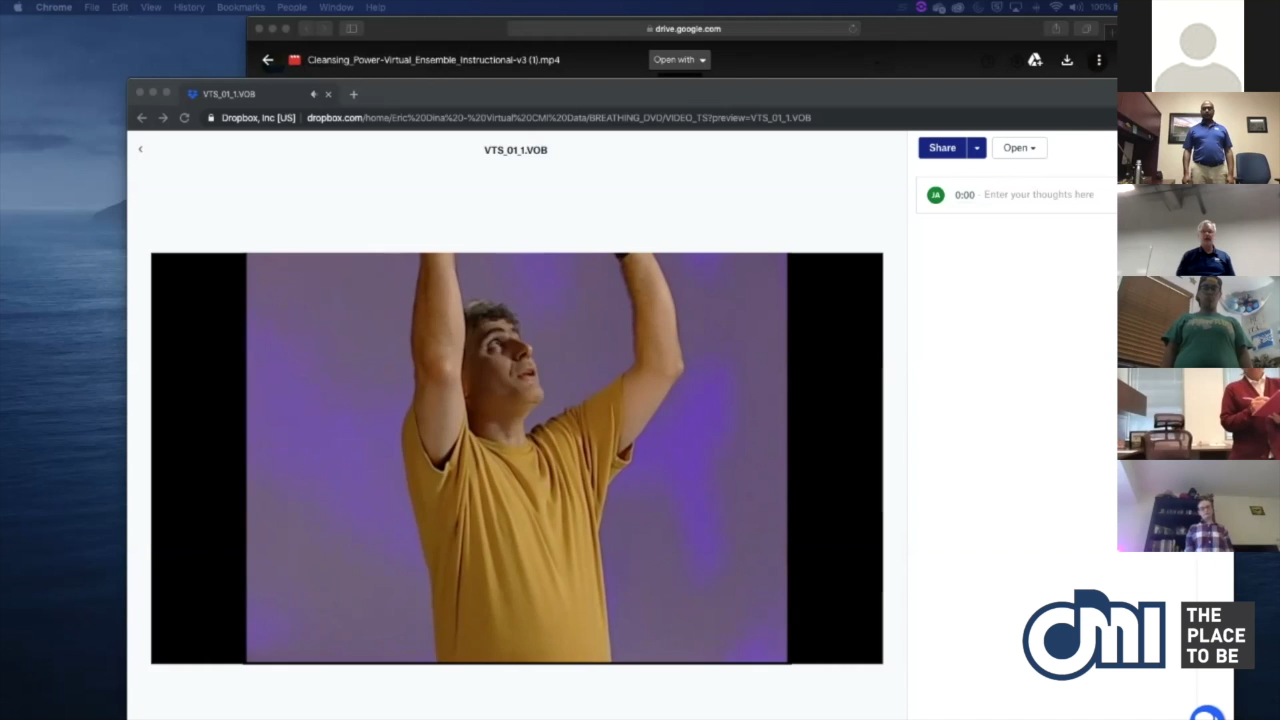 Chrome File Edit View History Bookmarks People Window Help 100%
drive.google.com
Cleansing_Power-Virtual_Ensemble_Instructional-v3 (1).mp4
Open with
VTS_01_1.VOB
Dropbox, Inc [US] dropbox.com/home/Eric%20Dina%20-%20Virtual%20CMI%20Data/BREATHING_DVD/VIDEO_TS?preview=VTS_01_1.VOB
VTS_01_1.VOB
Share Open
JA 0:00 - Enter your thoughts here
CMI THE
PLACE
TO BE